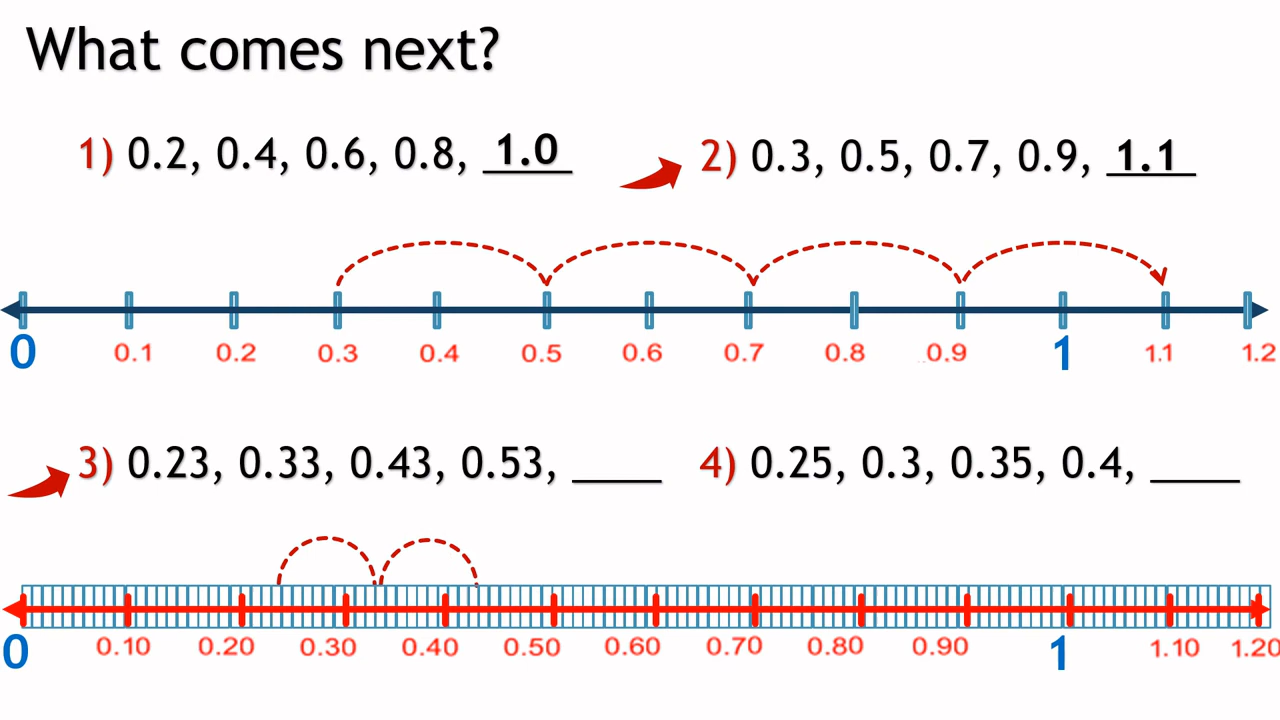 What comes next?
1) 0.2, 0.4, 0.6, 0.8, 1.0
2) 0.3, 0.5, 0.7, 0.9, 1.1
0 0.1 0.2 0.3 0.4 0.5 0.6 0.7 0.8 0.9 1 1.1 1.2
3) 0.23, 0.33, 0.43, 0.53, ____
4) 0.25, 0.3, 0.35, 0.4, ____
0 0.10 0.20 0.30 0.40 0.50 0.60 0.70 0.80 0.90 1 1.10 1.20